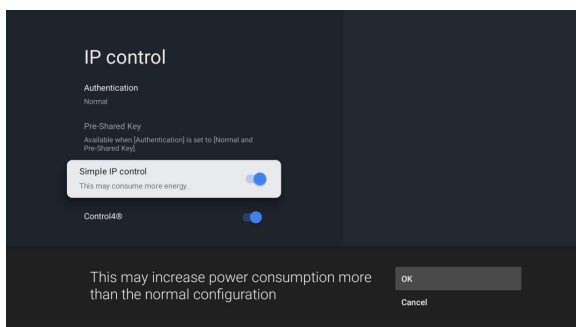 IP control
Authentication
Normal
Pre-Shared Key
Available when [Authentication] is set to [Normal and
Pre-Shared Key].
Simple IP control
This may consume more energy.
Control4®
This may increase power consumption more
than the normal configuration
OK
Cancel